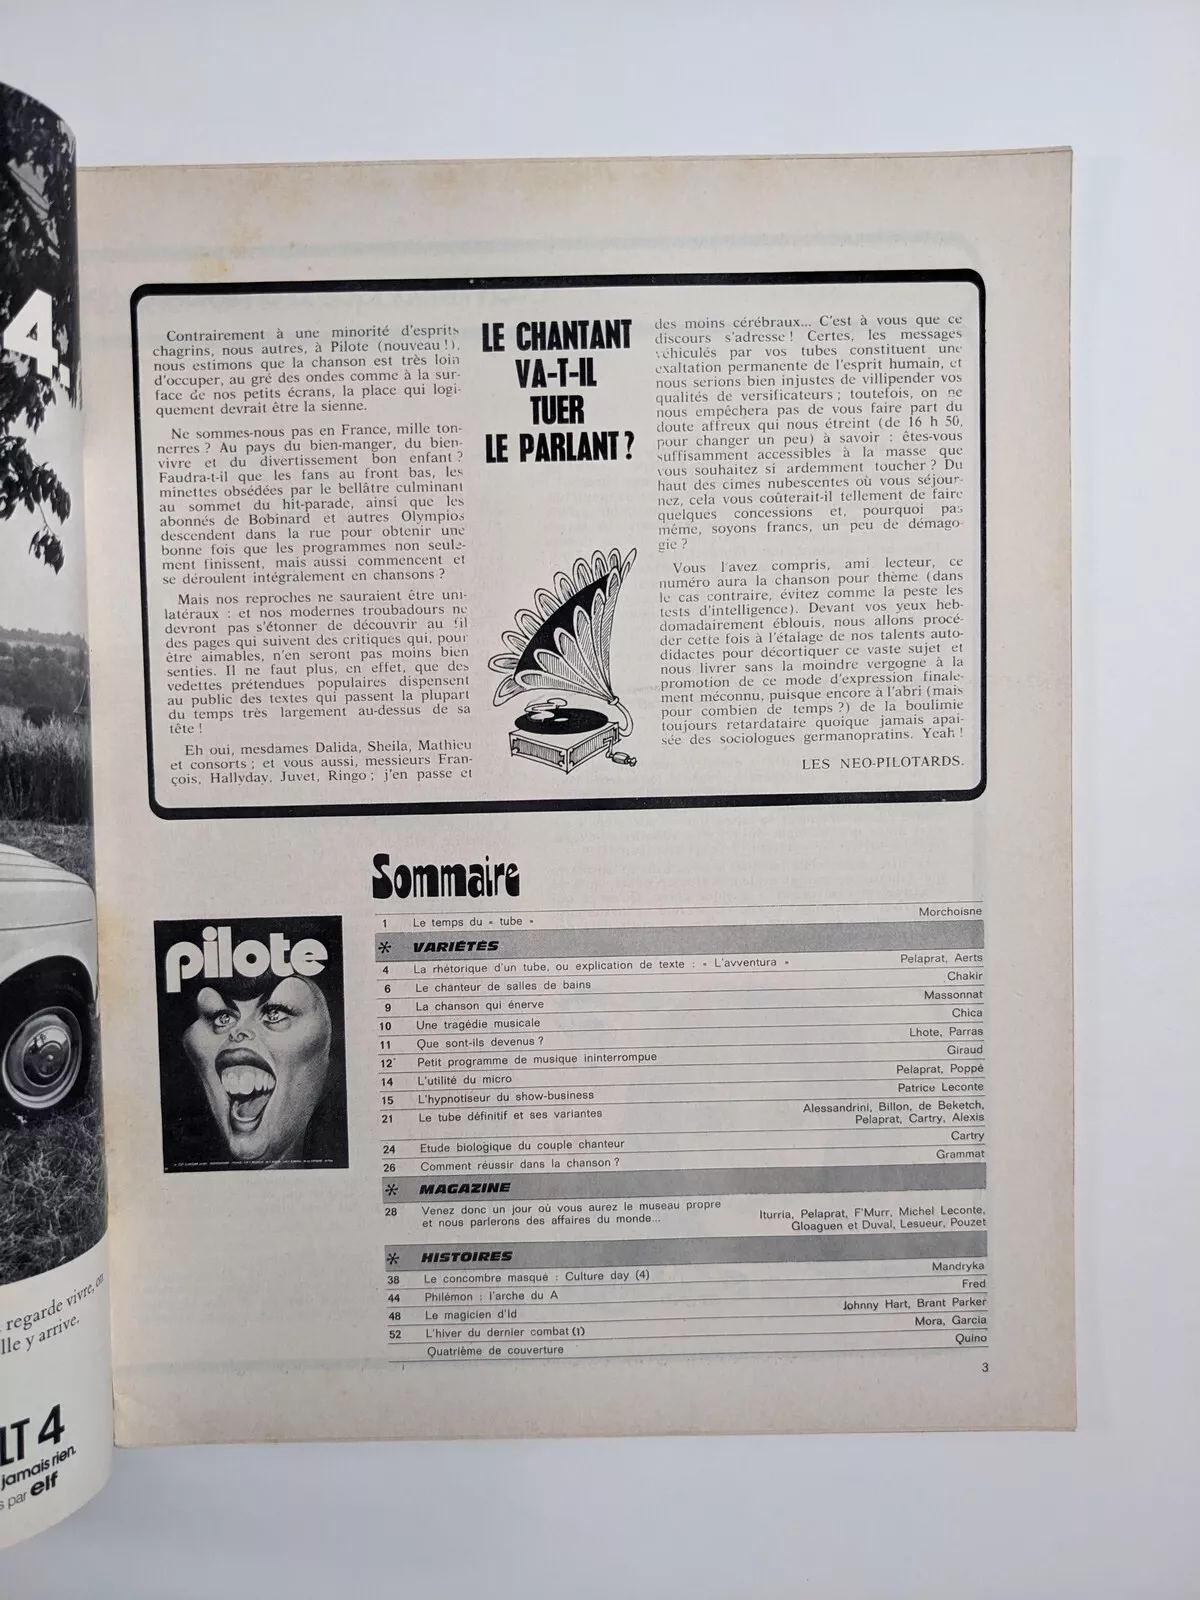 4
regarde vivre, on
lle y arrive.
LT 4
jamais rien.
s par elf
Contrairement à une minorité d'esprits
chagrins, nous autres, à Pilote (nouveau !),
nous estimons que la chanson est très loin
d'occuper, au gré des ondes comme à la sur-
face de nos petits écrans, la place qui logi-
quement devrait être la sienne.
Ne sommes-nous pas en France, mille ton-
nerres ? Au pays du bien-manger, du bien-
vivre et du divertissement bon enfant ?
Faudra-t-il que les fans au front bas, les
minettes obsédées par le bellâtre culminant
au sommet du hit-parade, ainsi que les
abonnés de Bobinard et autres Olympios
descendent dans la rue pour obtenir une
bonne fois que les programmes non seule-
ment finissent, mais aussi commencent et
se déroulent intégralement en chansons ?
Mais nos reproches ne sauraient être uni-
latéraux : et nos modernes troubadours ne
devront pas s'étonner de découvrir au fil
des pages qui suivent des critiques qui, pour
être aimables, n'en seront pas moins bien
senties. Il ne faut plus, en effet, que des
vedettes prétendues populaires dispensent
au public des textes qui passent la plupart
du temps très largement au-dessus de sa
tête !
Eh oui, mesdames Dalida, Sheila, Mathieu
et consorts ; et vous aussi, messieurs Fran-
çois, Hallyday, Juvet, Ringo ; j'en passe et
LE CHANTANT
VA-T-IL
TUER
LE PARLANT ?
des moins cérébraux... C'est à vous que ce
discours s'adresse ! Certes, les messages
véhiculés par vos tubes constituent une
exaltation permanente de l'esprit humain, et
nous serions bien injustes de villipender vos
qualités de versificateurs ; toutefois, on ne
nous empêchera pas de vous faire part du
doute affreux qui nous étreint (de 16 h 50,
pour changer un peu) à savoir : êtes-vous
suffisamment accessibles à la masse que
vous souhaitez si ardemment toucher ? Du
haut des cimes nubescentes où vous séjour-
nez, cela vous coûterait-il tellement de faire
quelques concessions et, pourquoi pas
même, soyons francs, un peu de démago-
gie ?
Vous l'avez compris, ami lecteur, ce
numéro aura la chanson pour thème (dans
le cas contraire, évitez comme la peste les
tests d'intelligence). Devant vos yeux heb-
domadairement éblouis, nous allons procé-
der cette fois à l'étalage de nos talents auto-
didactes pour décortiquer ce vaste sujet et
nous livrer sans la moindre vergogne à la
promotion de ce mode d'expression finale-
ment méconnu, puisque encore à l'abri (mais
pour combien de temps ?) de la boulimie
toujours retardataire quoique jamais apai-
sée des sociologues germanopratins. Yeah !
LES NEO-PILOTARDS.
Sommaire
pilote
1 Le temps du « tube » Morchoisne
* VARIÉTÉS
4 La rhétorique d'un tube, ou explication de texte : « L'avventura » Pelaprat, Aerts
6 Le chanteur de salles de bains Chakir
9 La chanson qui énerve Massonnat
10 Une tragédie musicale Chica
11 Que sont-ils devenus ? Lhote, Parras
12 Petit programme de musique ininterrompue Giraud
14 L'utilité du micro Pelaprat, Poppé
15 L'hypnotiseur du show-business Patrice Leconte
21 Le tube définitif et ses variantes Alessandrini, Billon, de Beketch,
Pelaprat, Cartry, Alexis
24 Etude biologique du couple chanteur Cartry
26 Comment réussir dans la chanson ? Grammat
* MAGAZINE
28 Venez donc un jour où vous aurez le museau propre Iturria, Pelaprat, F'Murr, Michel Leconte,
et nous parlerons des affaires du monde... Gloaguen et Duval, Lesueur, Pouzet
* HISTOIRES
38 Le concombre masqué : Culture day (4) Mandryka
44 Philémon : l'arche du A Fred
48 Le magicien d'Id Johnny Hart, Brant Parker
52 L'hiver du dernier combat (1) Mora, Garcia
Quatrième de couverture Quino
3